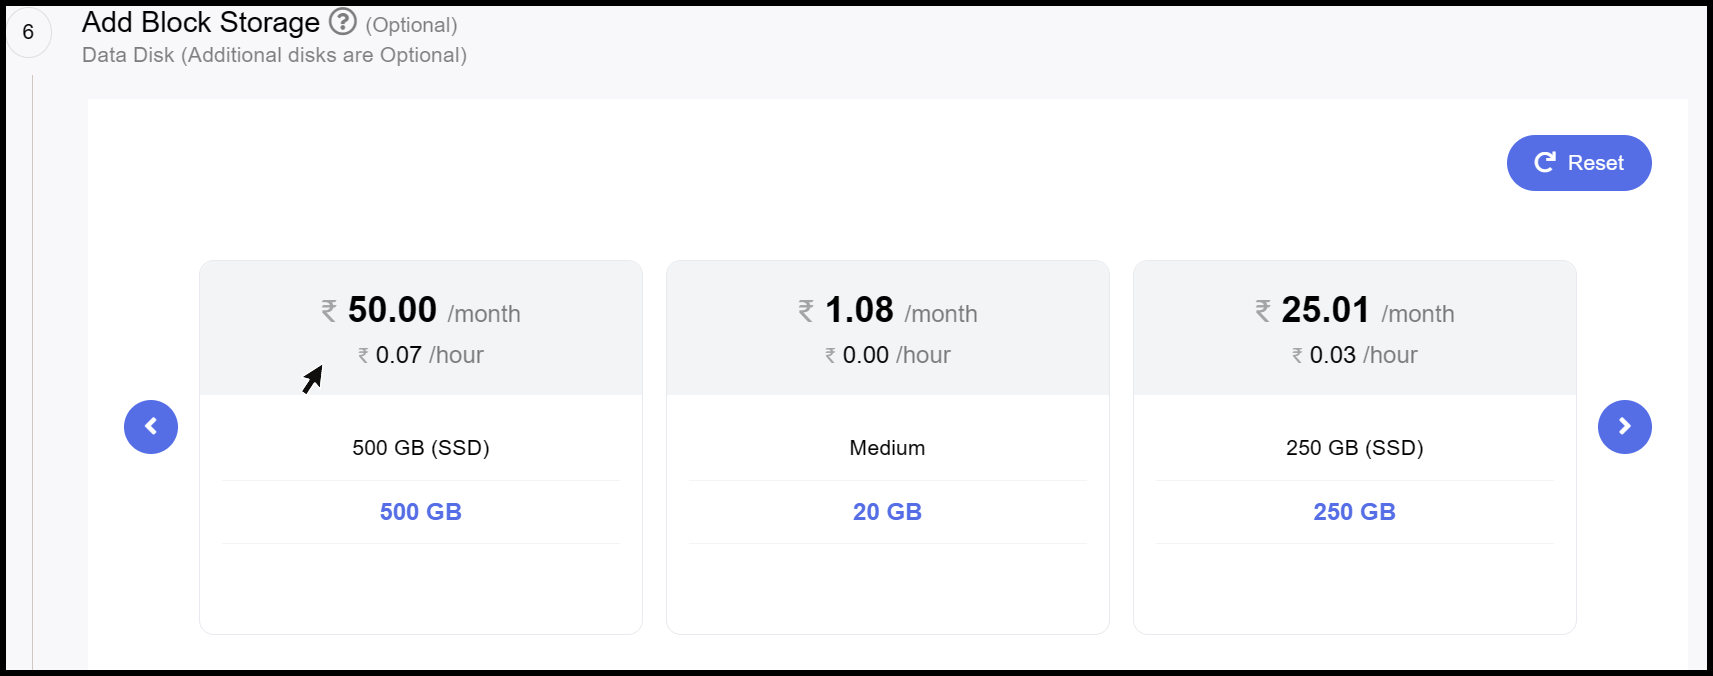 6
Add Block Storage ? (Optional)
Data Disk (Additional disks are Optional)
Reset
₹ 50.00 /month
₹ 0.07 /hour
500 GB (SSD)
500 GB
₹ 1.08 /month
₹ 0.00 /hour
Medium
20 GB
₹ 25.01 /month
₹ 0.03 /hour
250 GB (SSD)
250 GB